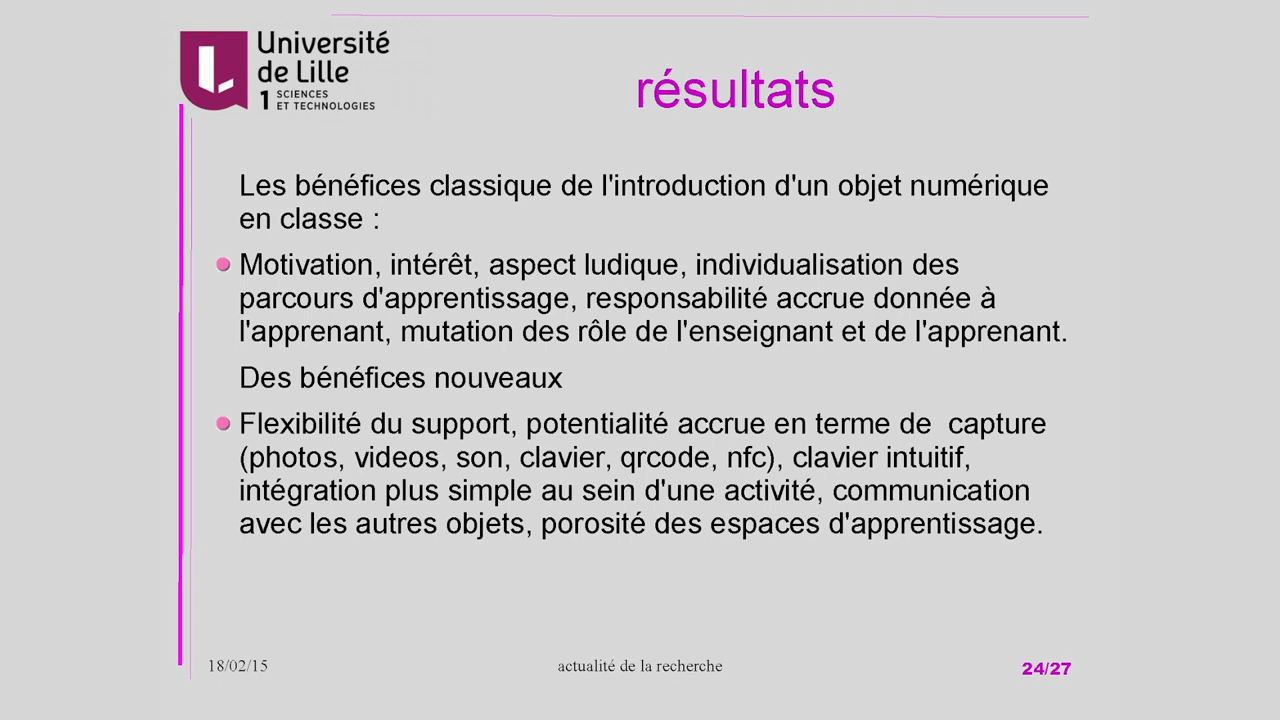 Université
de Lille
1 SCIENCES
ET TECHNOLOGIES
résultats
Les bénéfices classique de l'introduction d'un objet numérique
en classe :
Motivation, intérêt, aspect ludique, individualisation des
parcours d'apprentissage, responsabilité accrue donnée à
l'apprenant, mutation des rôle de l'enseignant et de l'apprenant.
Des bénéfices nouveaux
Flexibilité du support, potentialité accrue en terme de  capture
(photos, videos, son, clavier, qrcode, nfc), clavier intuitif,
intégration plus simple au sein d'une activité, communication
avec les autres objets, porosité des espaces d'apprentissage.
18/02/15
actualité de la recherche
24/27